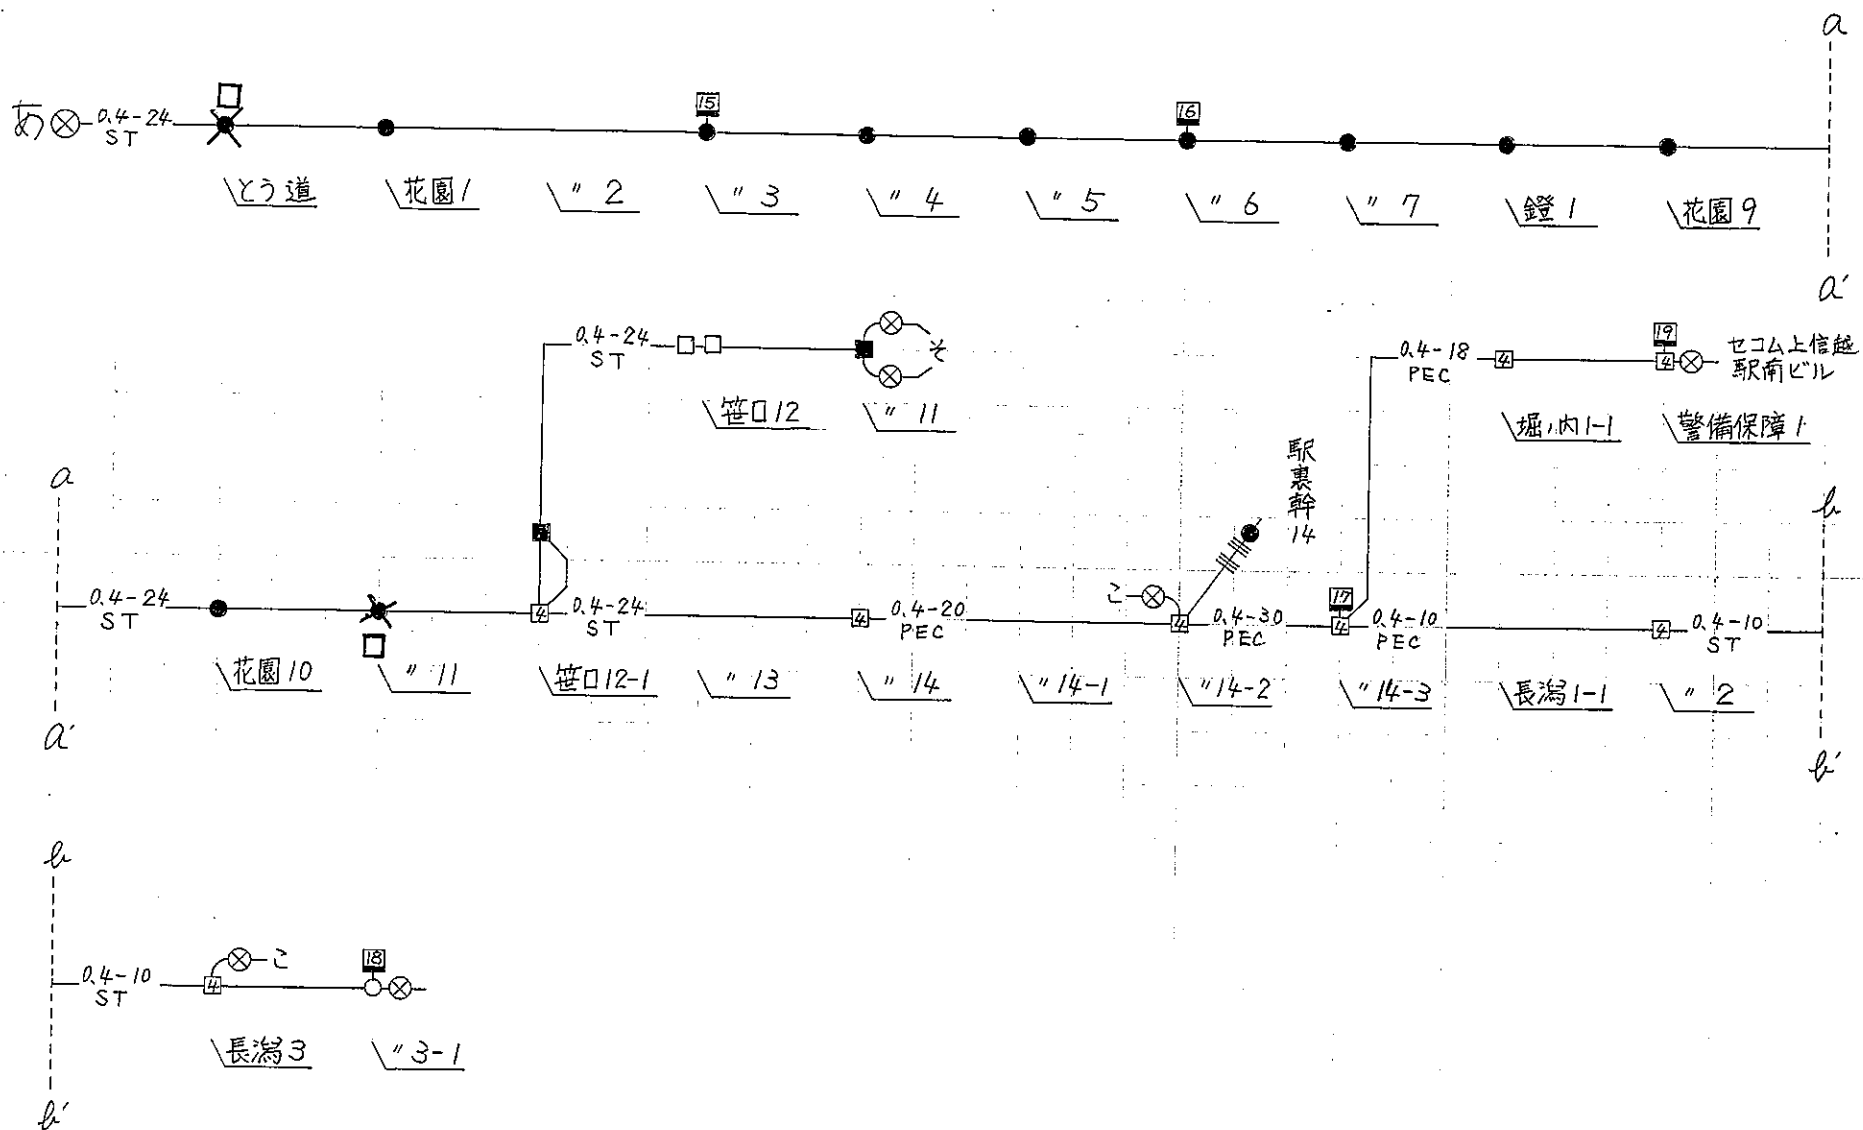 a
あ
0.4-24
ST
15
16
とう道
花園1
〃2
〃3
〃4
〃5
〃6
〃7
鐙1
花園9
a'
0.4-24
ST
そ
笹口12
〃11
0.4-18
PEC
4
19
4
セコム上信越
駅南ビル
堀ノ内1-1
警備保障1
駅裏幹14
a
b
0.4-24
ST
4
0.4-24
ST
4
0.4-20
PEC
こ
4
0.4-30
PEC
17
4
0.4-10
PEC
4
0.4-10
ST
花園10
〃11
笹口12-1
〃13
〃14
〃14-1
〃14-2
〃14-3
長潟1-1
〃2
a'
b'
b
0.4-10
ST
4
こ
18
長潟3
〃3-1
b'